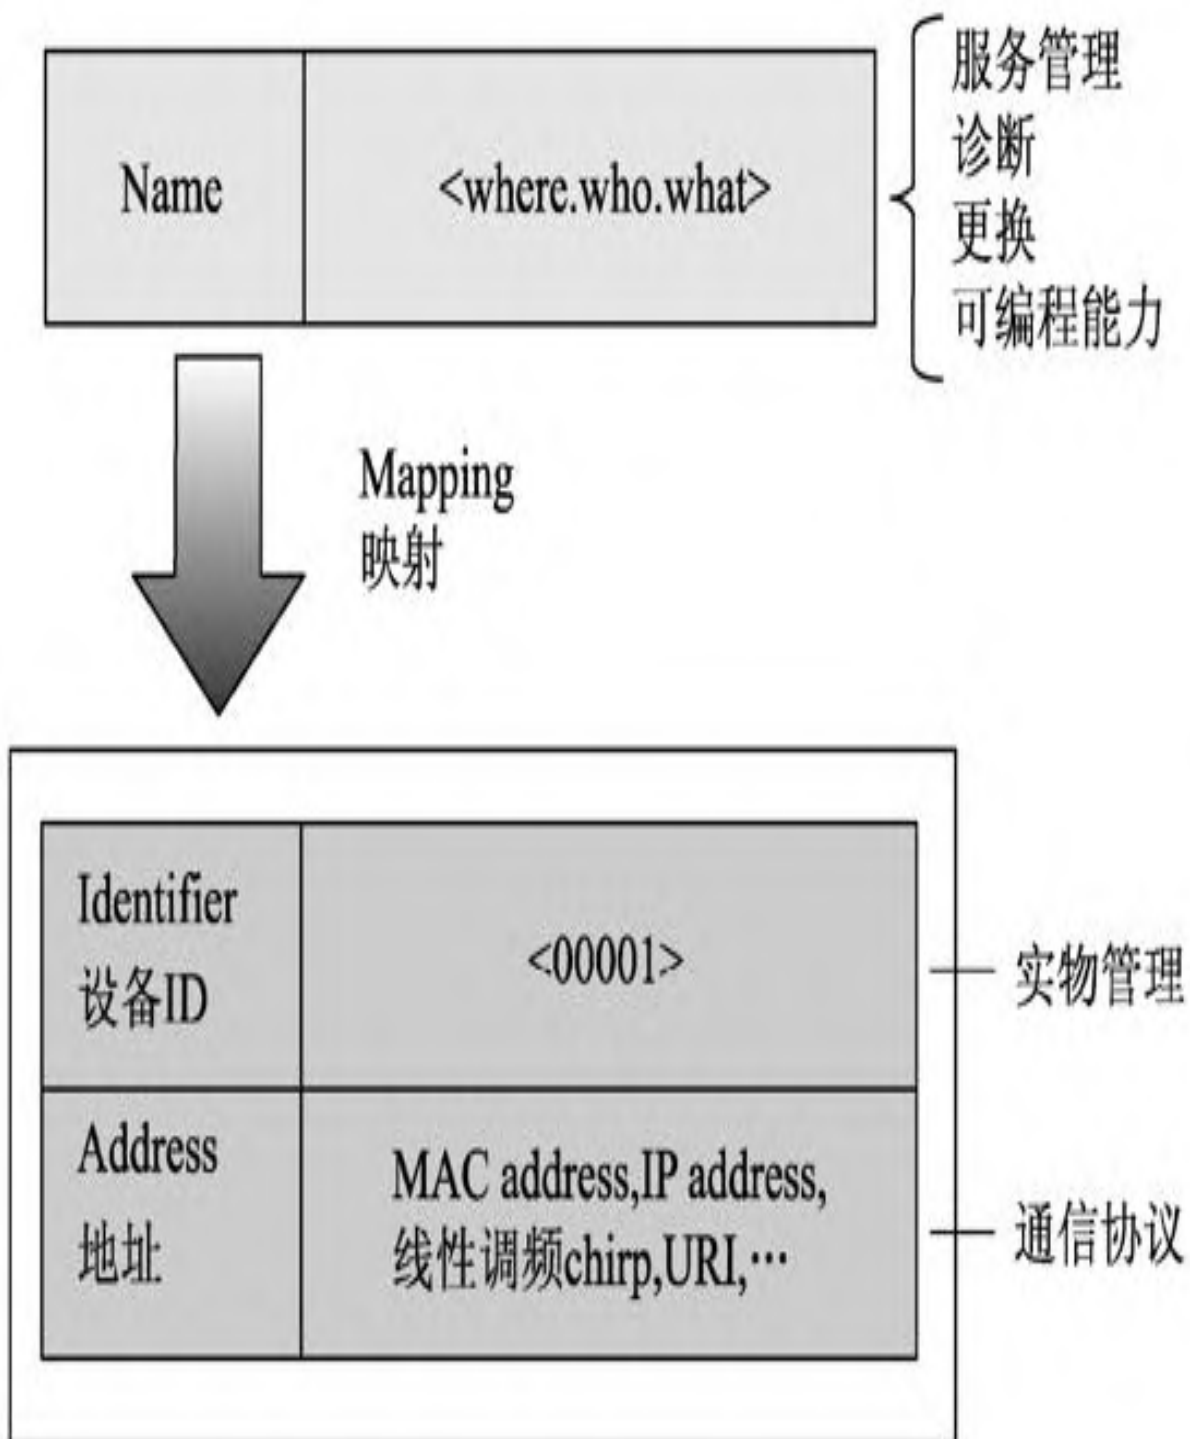 Name
<where.who.what>
服务管理
诊断
更换
可编程能力
Mapping
映射
Identifier
设备ID
<00001>
实物管理
Address
地址
MAC address,IP address,
线性调频chirp,URI,…
通信协议